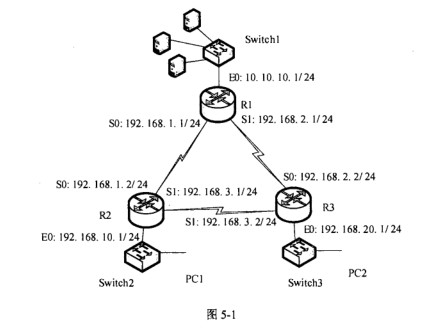 Switch1
E0: 10. 10. 10. 1/24
R1
S0: 192. 168. 1. 1/24
S1: 192. 168. 2. 1/24
S0: 192. 168. 1. 2/24
S1: 192. 168. 3. 1/24
S0: 192. 168. 2. 2/24
R2
R3
S1: 192. 168. 3. 2/24
E0: 192. 168. 10. 1/24
E0: 192. 168. 20. 1/24
Switch2
PC1
Switch3
PC2
图 5-1